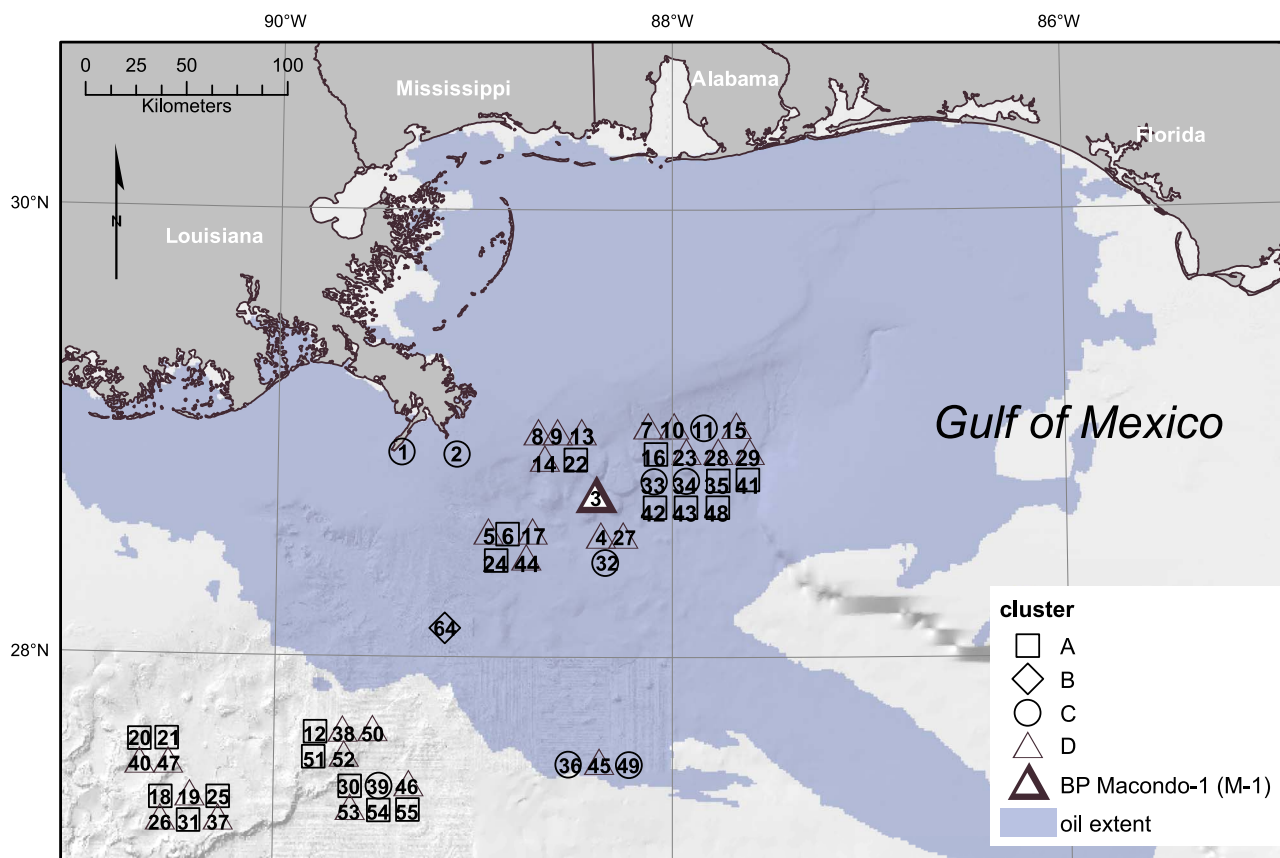 90°W 88°W 86°W
0 25 50 100
Kilometers
Mississippi
Alabama
Florida
N
30°N
Louisiana
Gulf of Mexico
8 9 13
7 10 11 15
1 2
14 22
16 23 28 29
3
33 34 35 41
42 43 48
5 6 17
4 27
24 44
32
64
28°N
20 21
12 38 50
40 47
51 52
36 45 49
18 19 25
30 39 46
26 31 37
53 54 55
cluster
A
B
C
D
BP Macondo-1 (M-1)
oil extent